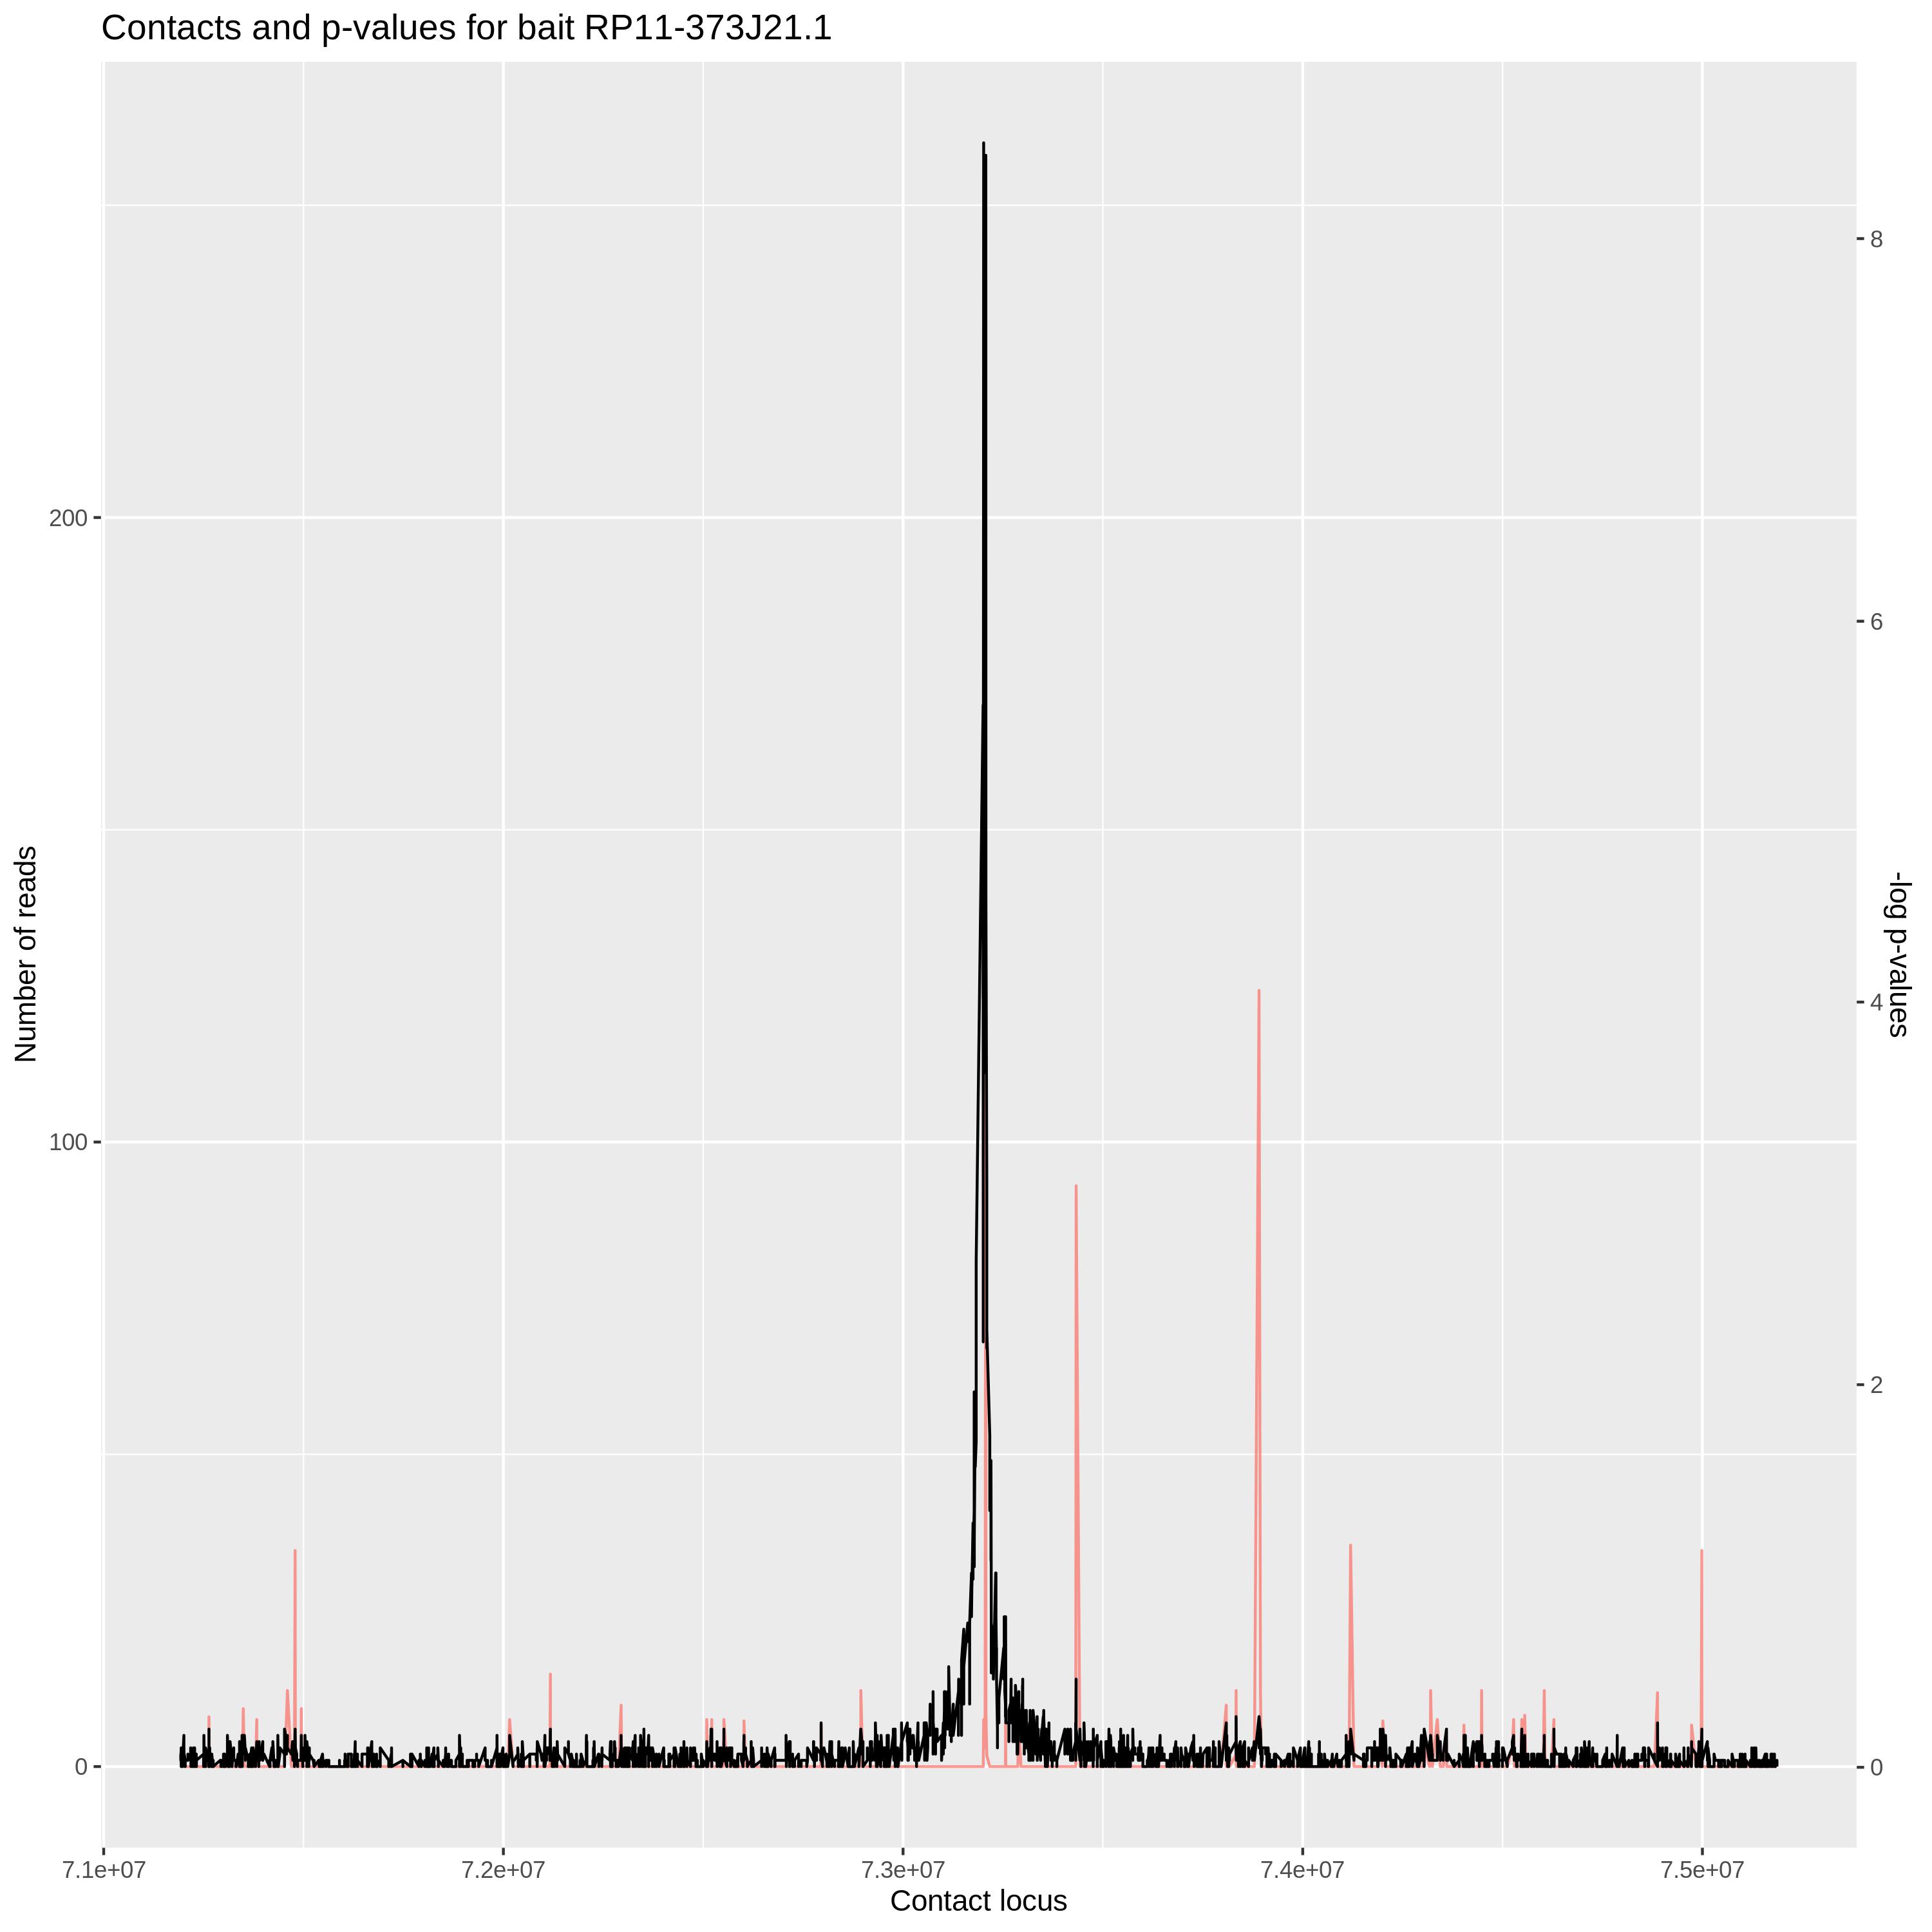 Contacts and p-values for bait RP11-373J21.1
200
100
0
Number of reads
8
6
4
2
0
-log p-values
7.1e+07
7.2e+07
7.3e+07
7.4e+07
7.5e+07
Contact locus